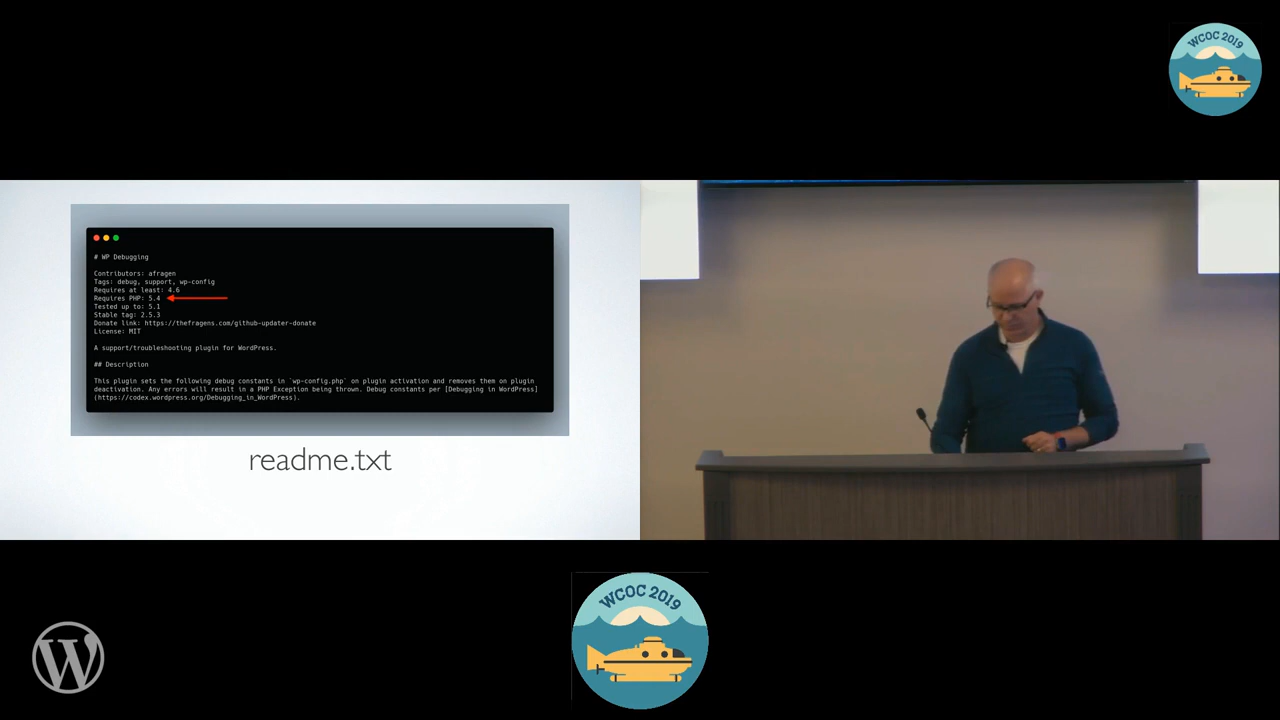 WCOC 2019
# WP Debugging
Contributors: afragen
Tags: debug, support, wp-config
Requires at least: 4.6
Requires PHP: 5.4
Tested up to: 5.1
Stable tag: 2.5.3
Donate link: https://thefragens.com/github-updater-donate
License: MIT
A support/troubleshooting plugin for WordPress.
## Description
This plugin sets the following debug constants in `wp-config.php` on plugin activation and removes them on plugin
deactivation. Any errors will result in a PHP Exception being thrown. Debug constants per [Debugging in WordPress]
(https://codex.wordpress.org/Debugging_in_WordPress).
readme.txt
WCOC 2019
W